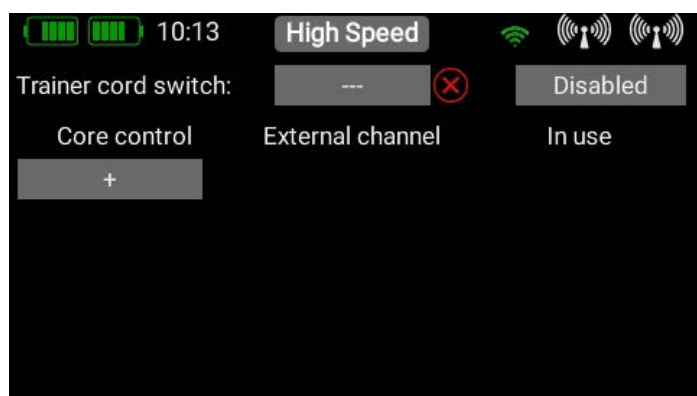 10:13 High Speed
Trainer cord switch: --- Disabled
Core control External channel In use
+